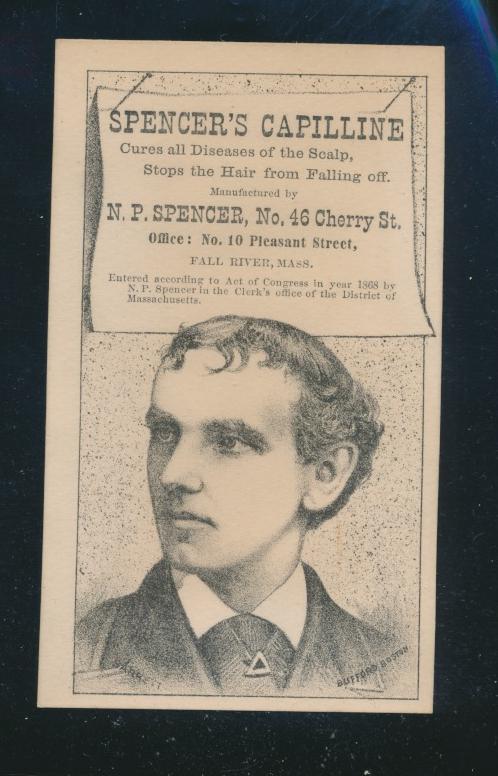 SPENCER'S CAPILLINE
Cures all Diseases of the Scalp,
Stops the Hair from Falling off.
Manufactured by
N. P. SPENCER, No. 46 Cherry St.
Office: No. 10 Pleasant Street,
FALL RIVER, MASS.
Entered according to Act of Congress in year 1868 by
N. P. Spencer in the Clerk's office of the District of
Massachusetts.
BUFFORD BOSTON